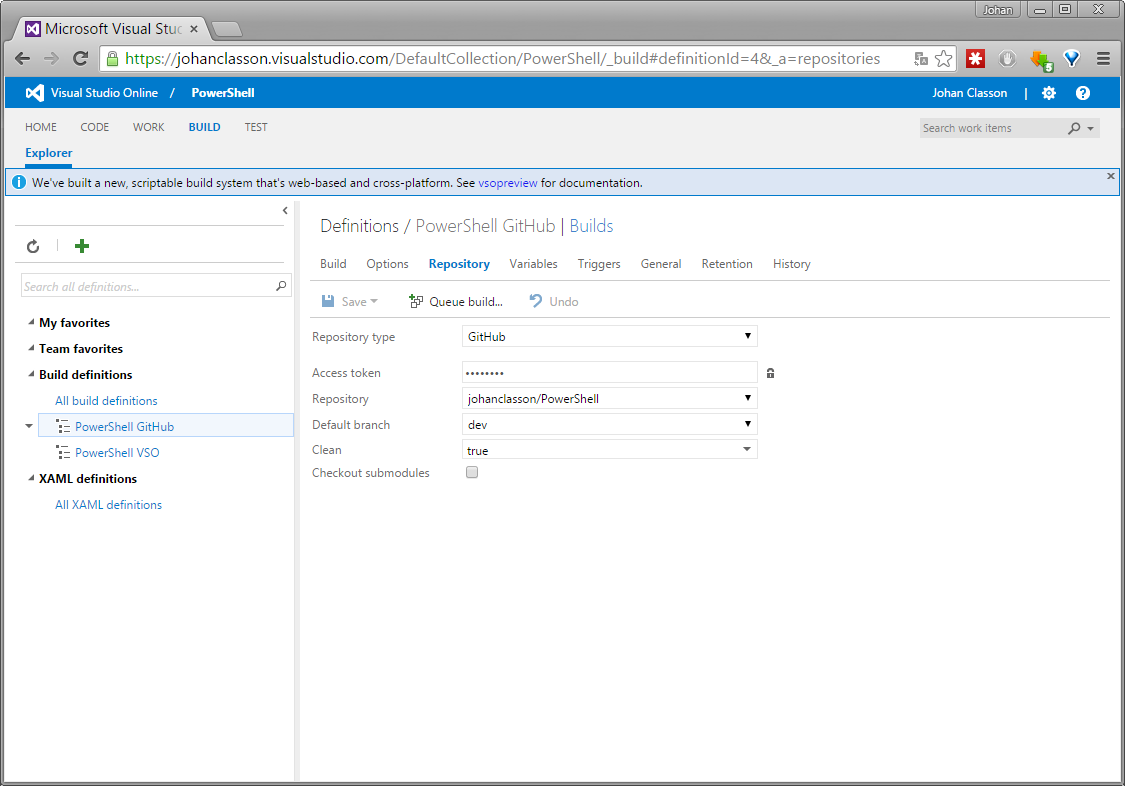 Johan
Microsoft Visual Stuc
https://johanclasson.visualstudio.com/DefaultCollection/PowerShell/_build#definitionId=4&_a=repositories
5
Visual Studio Online / PowerShell
Johan Classon |
HOME CODE WORK BUILD TEST
Search work items
Explorer
We've built a new, scriptable build system that's web-based and cross-platform. See vsopreview for documentation.
Definitions / PowerShell GitHub | Builds
Build Options Repository Variables Triggers General Retention History
Search all definitions...
Save Queue build... Undo
My favorites
Team favorites
Build definitions
All build definitions
PowerShell GitHub
PowerShell VSO
XAML definitions
All XAML definitions
Repository type GitHub
Access token ••••••••
Repository johanclasson/PowerShell
Default branch dev
Clean true
Checkout submodules